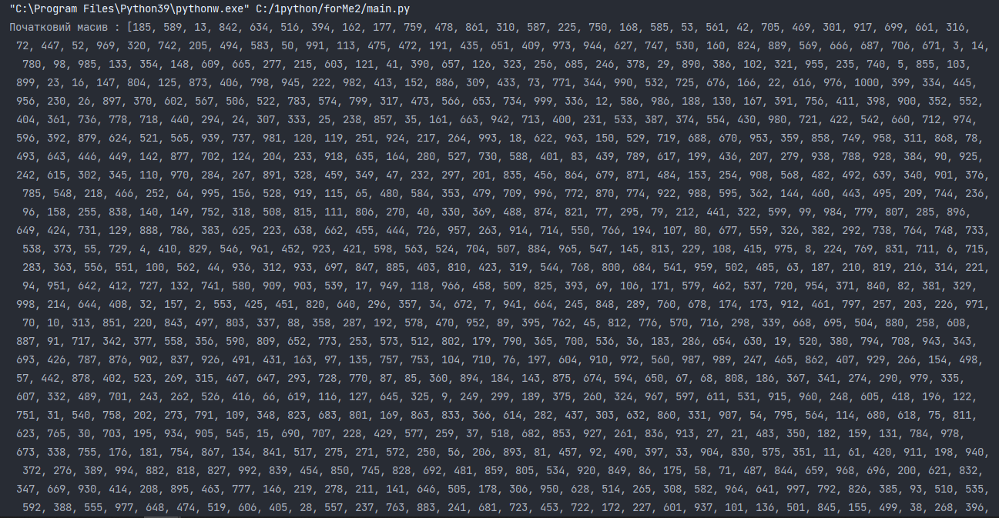 "C:\Program Files\Python39\pythonw.exe" C:/1python/forMe2/main.py
Початковий масив : [185, 589, 13, 842, 634, 516, 394, 162, 177, 759, 478, 861, 310, 587, 225, 750, 168, 585, 53, 561, 42, 705, 469, 301, 917, 699, 661, 316,
72, 447, 52, 969, 320, 742, 205, 494, 583, 50, 991, 113, 475, 472, 191, 435, 651, 409, 973, 944, 627, 747, 530, 160, 824, 889, 569, 666, 687, 706, 671, 3, 14,
780, 98, 985, 133, 354, 148, 609, 665, 277, 215, 603, 121, 41, 390, 657, 126, 323, 256, 685, 246, 378, 29, 890, 386, 102, 321, 955, 235, 740, 5, 855, 103,
899, 23, 16, 147, 804, 125, 873, 406, 798, 945, 222, 982, 413, 152, 886, 309, 433, 73, 771, 344, 990, 532, 725, 676, 166, 22, 616, 976, 1000, 399, 334, 445,
956, 230, 26, 897, 370, 602, 567, 506, 522, 783, 574, 799, 317, 473, 566, 653, 734, 999, 336, 12, 586, 986, 188, 130, 167, 391, 756, 411, 398, 900, 352, 552,
404, 361, 736, 778, 718, 440, 294, 24, 307, 333, 25, 238, 857, 35, 161, 663, 942, 713, 400, 231, 533, 387, 374, 554, 430, 980, 721, 422, 542, 660, 712, 974,
596, 392, 879, 624, 521, 565, 939, 737, 981, 120, 119, 251, 924, 217, 264, 993, 18, 622, 963, 150, 529, 719, 688, 670, 953, 359, 858, 749, 958, 311, 868, 78,
493, 643, 446, 449, 142, 877, 702, 124, 204, 233, 918, 635, 164, 280, 527, 730, 588, 401, 83, 439, 789, 617, 199, 436, 207, 279, 938, 788, 928, 384, 90, 925,
242, 615, 302, 345, 110, 970, 284, 267, 891, 328, 459, 349, 47, 232, 297, 201, 835, 456, 864, 679, 871, 484, 153, 254, 908, 568, 482, 492, 639, 340, 901, 376,
785, 548, 218, 466, 252, 64, 995, 156, 528, 919, 115, 65, 480, 584, 353, 479, 709, 996, 772, 870, 774, 922, 988, 595, 362, 144, 460, 443, 495, 209, 744, 236,
96, 158, 255, 838, 140, 149, 752, 318, 508, 815, 111, 806, 270, 40, 330, 369, 488, 874, 821, 77, 295, 79, 212, 441, 322, 599, 99, 984, 779, 807, 285, 896,
649, 424, 731, 129, 888, 786, 383, 625, 223, 638, 662, 455, 444, 726, 957, 263, 914, 714, 550, 766, 194, 107, 80, 677, 559, 326, 382, 292, 738, 764, 748, 733,
538, 373, 55, 729, 4, 410, 829, 546, 961, 452, 923, 421, 598, 563, 524, 704, 507, 884, 965, 547, 145, 813, 229, 108, 415, 975, 8, 224, 769, 831, 711, 6, 715,
283, 363, 556, 551, 100, 562, 44, 936, 312, 933, 697, 847, 885, 403, 810, 423, 319, 544, 768, 800, 684, 541, 959, 502, 485, 63, 187, 210, 819, 216, 314, 221,
94, 951, 642, 412, 727, 132, 741, 580, 909, 903, 539, 17, 949, 118, 966, 458, 509, 825, 393, 69, 106, 171, 579, 462, 537, 720, 954, 371, 840, 82, 381, 329,
998, 214, 644, 408, 32, 157, 2, 553, 425, 451, 820, 640, 296, 357, 34, 672, 7, 941, 664, 245, 848, 289, 760, 678, 174, 173, 912, 461, 797, 257, 203, 226, 971,
70, 10, 313, 851, 220, 843, 497, 803, 337, 88, 358, 287, 192, 578, 470, 952, 89, 395, 762, 45, 812, 776, 570, 716, 298, 339, 668, 695, 504, 880, 258, 608,
887, 91, 717, 342, 377, 558, 356, 590, 809, 652, 773, 253, 573, 512, 802, 179, 790, 365, 700, 536, 36, 183, 286, 654, 630, 19, 520, 380, 794, 708, 943, 343,
693, 426, 787, 876, 902, 837, 926, 491, 431, 163, 97, 135, 757, 753, 104, 710, 76, 197, 604, 910, 972, 560, 987, 989, 247, 465, 862, 407, 929, 266, 154, 498,
57, 442, 878, 402, 523, 269, 315, 467, 647, 293, 728, 770, 87, 85, 360, 894, 184, 143, 875, 674, 594, 650, 67, 68, 808, 186, 367, 341, 274, 290, 979, 335,
607, 332, 489, 701, 243, 262, 526, 416, 66, 619, 116, 127, 645, 325, 9, 249, 299, 189, 375, 260, 324, 967, 597, 611, 531, 915, 960, 248, 605, 418, 196, 122,
751, 31, 540, 758, 202, 273, 791, 109, 348, 823, 683, 801, 169, 863, 833, 366, 614, 282, 437, 303, 632, 860, 331, 907, 54, 795, 564, 114, 680, 618, 75, 811,
623, 765, 30, 703, 195, 934, 905, 545, 15, 690, 707, 228, 429, 577, 259, 37, 518, 682, 853, 927, 261, 836, 913, 27, 21, 483, 350, 182, 159, 131, 784, 978,
673, 338, 755, 176, 181, 754, 867, 134, 841, 517, 275, 271, 572, 250, 56, 206, 893, 81, 457, 92, 490, 397, 33, 904, 830, 575, 351, 11, 61, 420, 911, 198, 940,
372, 276, 389, 994, 882, 818, 827, 992, 839, 454, 850, 745, 828, 692, 481, 859, 805, 534, 920, 849, 86, 175, 58, 71, 487, 844, 659, 968, 696, 200, 621, 832,
347, 669, 930, 414, 208, 895, 463, 777, 146, 219, 278, 211, 141, 646, 505, 178, 306, 950, 628, 514, 265, 308, 582, 964, 641, 997, 792, 826, 385, 93, 510, 535,
592, 388, 555, 977, 648, 474, 519, 606, 405, 28, 557, 237, 763, 883, 241, 681, 723, 453, 722, 172, 227, 601, 937, 101, 136, 501, 845, 155, 499, 38, 268, 396,